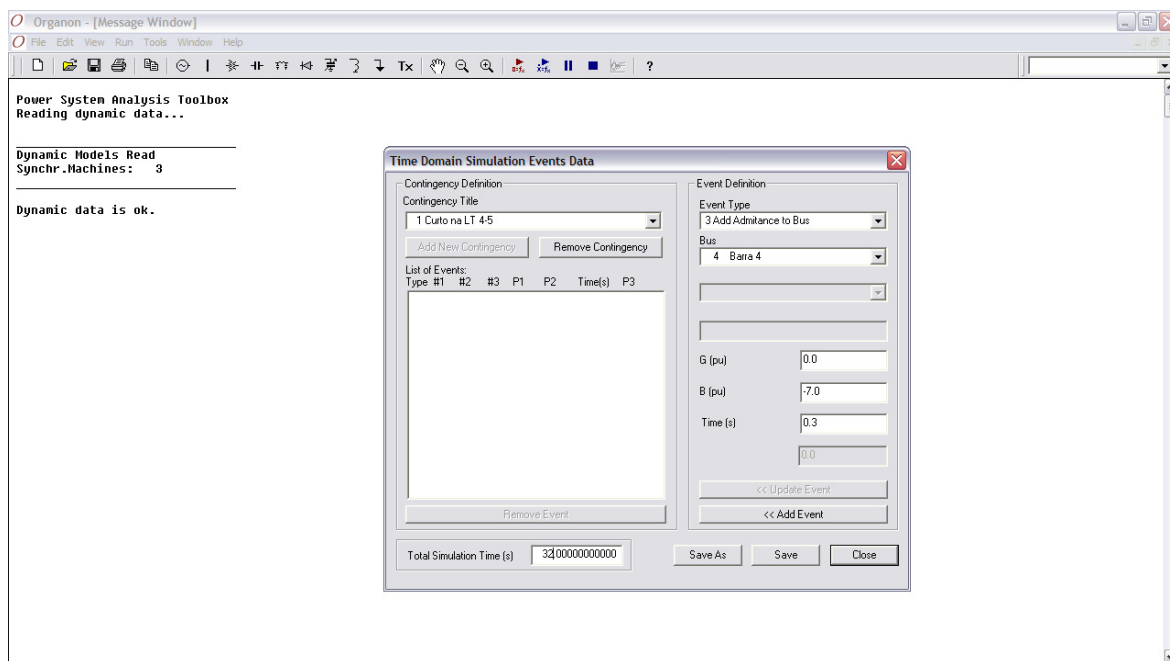 Organon - [Message Window]
File Edit View Run Tools Window Help
Tx ?
Power System Analysis Toolbox
Reading dynamic data...
Dynamic Models Read
Synchr.Machines: 3
Dynamic data is ok.
Time Domain Simulation Events Data
Contingency Definition
Contingency Title
1 Curto na LT 4-5
Add New Contingency Remove Contingency
List of Events:
Type #1 #2 #3 P1 P2 Time(s) P3
Remove Event
Event Definition
Event Type
3 Add Admitance to Bus
Bus
4 Barra 4
G (pu) 0.0
B (pu) -7.0
Time (s) 0.3
0.0
<< Update Event
<< Add Event
Total Simulation Time (s)
Save As Save Close